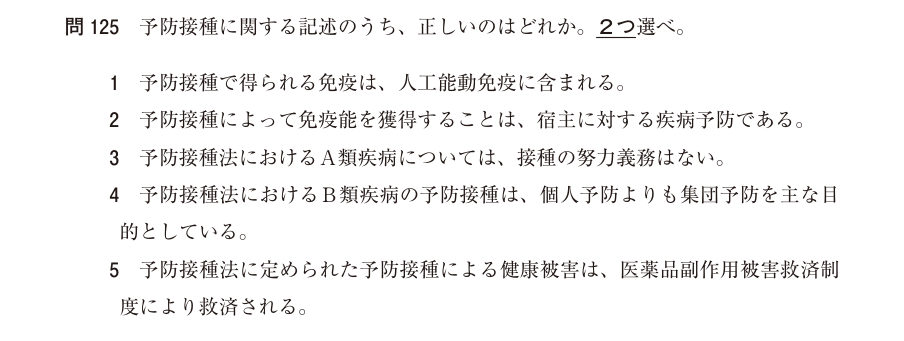 問 125 予防接種に関する記述のうち、正しいのはどれか。２つ選べ。
1 予防接種で得られる免疫は、人工能動免疫に含まれる。
2 予防接種によって免疫能を獲得することは、宿主に対する疾病予防である。
3 予防接種法におけるＡ類疾病については、接種の努力義務はない。
4 予防接種法におけるＢ類疾病の予防接種は、個人予防よりも集団予防を主な目
的としている。
5 予防接種法に定められた予防接種による健康被害は、医薬品副作用被害救済制
度により救済される。